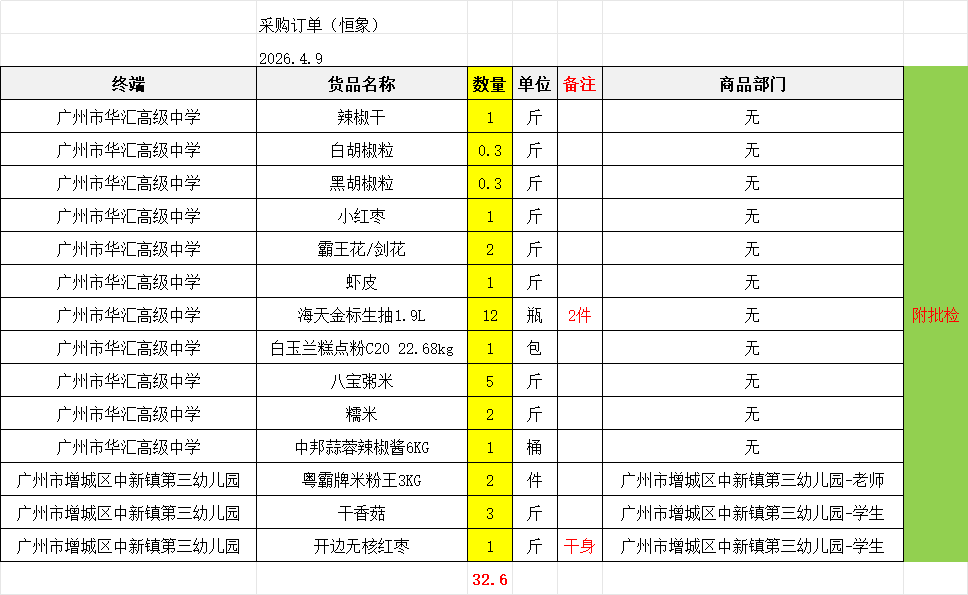 采购订单（恒象）
2026.4.9
终端 货品名称 数量 单位 备注 商品部门
广州市华汇高级中学 辣椒干 1 斤 无
广州市华汇高级中学 白胡椒粒 0.3 斤 无
广州市华汇高级中学 黑胡椒粒 0.3 斤 无
广州市华汇高级中学 小红枣 1 斤 无
广州市华汇高级中学 霸王花/剑花 2 斤 无
广州市华汇高级中学 虾皮 1 斤 无
广州市华汇高级中学 海天金标生抽1.9L 12 瓶 2件 无 附批检
广州市华汇高级中学 白玉兰糕点粉C20 22.68kg 1 包 无
广州市华汇高级中学 八宝粥米 5 斤 无
广州市华汇高级中学 糯米 2 斤 无
广州市华汇高级中学 中邦蒜蓉辣椒酱6KG 1 桶 无
广州市增城区中新镇第三幼儿园 粤霸牌米粉王3KG 2 件 广州市增城区中新镇第三幼儿园-老师
广州市增城区中新镇第三幼儿园 干香菇 3 斤 广州市增城区中新镇第三幼儿园-学生
广州市增城区中新镇第三幼儿园 开边无核红枣 1 斤 干身 广州市增城区中新镇第三幼儿园-学生
32.6